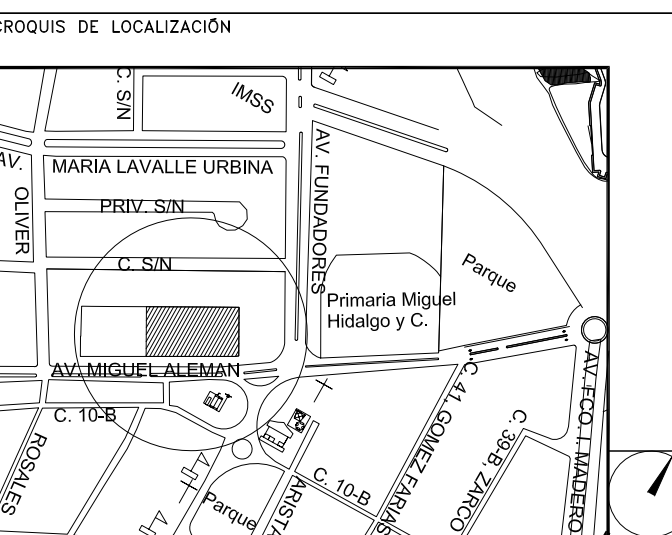 CROQUIS DE LOCALIZACIÓN
C. S/N
IMSS
AV.
MARIA LAVALLE URBINA
AV. FUNDADORES
OLIVER
PRIV. S/N
C. S/N
Parque
Primaria Miguel
Hidalgo y C.
AV. MIGUEL ALEMAN
C. 10-B
ROSALES
C. 41, GOMEZ FARIAS
C. 39-B, ZARCO
AV. FCO. I. MADERO
C. 10-B
ARISTA
Parque